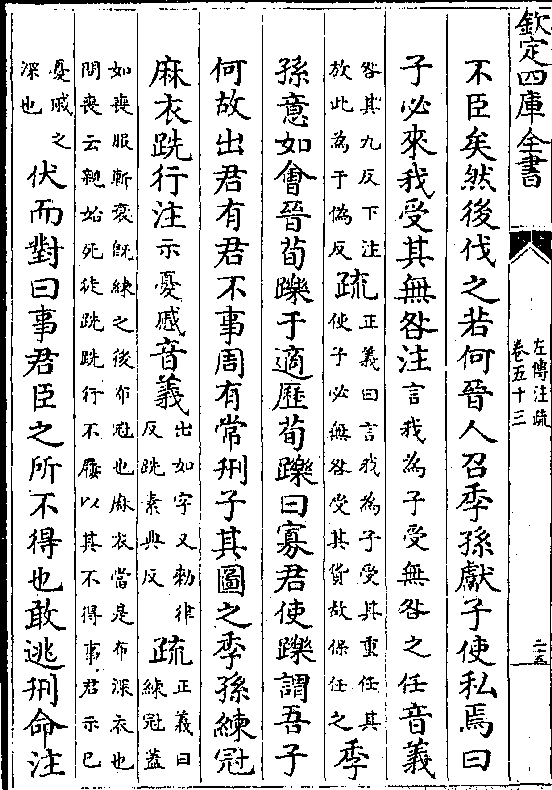 欽定四庫全書
左傳注疏
卷五十三
二五
不臣矣然後伐之若何晉人召季孫獻子使私焉曰
子必來我受其無咎注言我為子受無咎之任音義
咎其九反下注
放此為于偽反疏正義曰言我為子受其重任其
使子必無咎受其貨故保任之季
孫意如會晉荀躒于適歴荀躒曰寡君使躒謂吾子
何故出君有君不事周有常刑子其圖之季孫練冠
麻衣跣行注示憂慼音義出如字又勑律
反跣素典反疏正義曰
練冠蓋
如喪服斬衰既練之後布冠也麻衣當是布深衣也
問喪云親始死徒跣跣行不屨以其不得事君示已
憂戚之
深也伏而對曰事君臣之所不得也敢逃刑命注